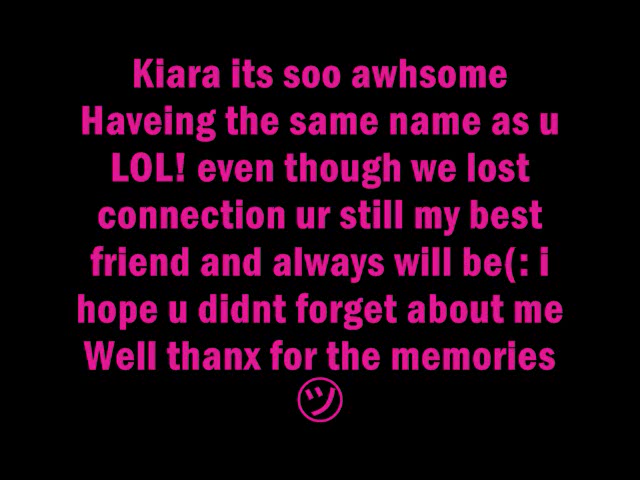 Kiara its soo awhsome
Haveing the same name as u
LOL! even though we lost
connection ur still my best
friend and always will be(: i
hope u didnt forget about me
Well thanx for the memories
㋡